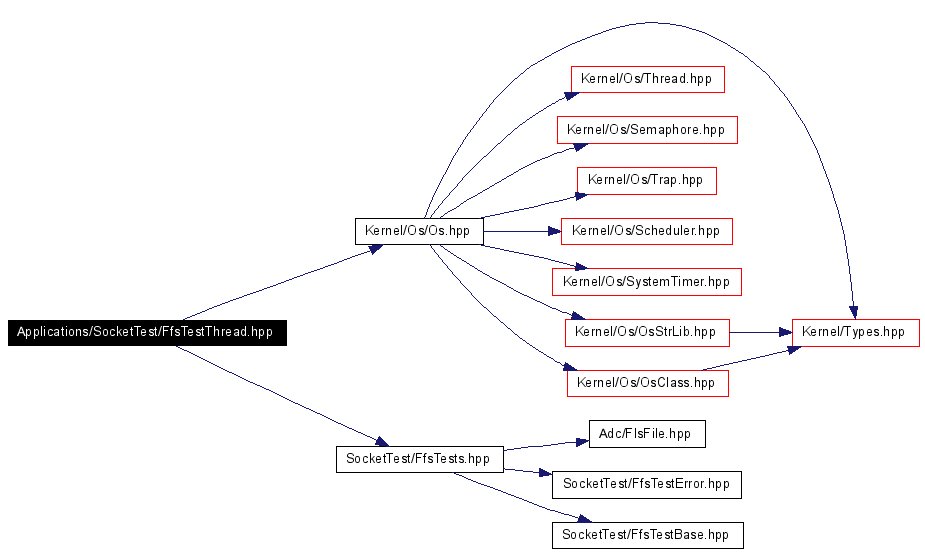 Kernel/Os/Thread.hpp
Kernel/Os/Semaphore.hpp
Kernel/Os/Trap.hpp
Kernel/Os/Os.hpp
Kernel/Os/Scheduler.hpp
Kernel/Os/SystemTimer.hpp
Applications/SocketTest/FfsTestThread.hpp
Kernel/Os/OsStrLib.hpp
Kernel/Types.hpp
Kernel/Os/OsClass.hpp
Adc/FlsFile.hpp
SocketTest/FfsTests.hpp
SocketTest/FfsTestError.hpp
SocketTest/FfsTestBase.hpp